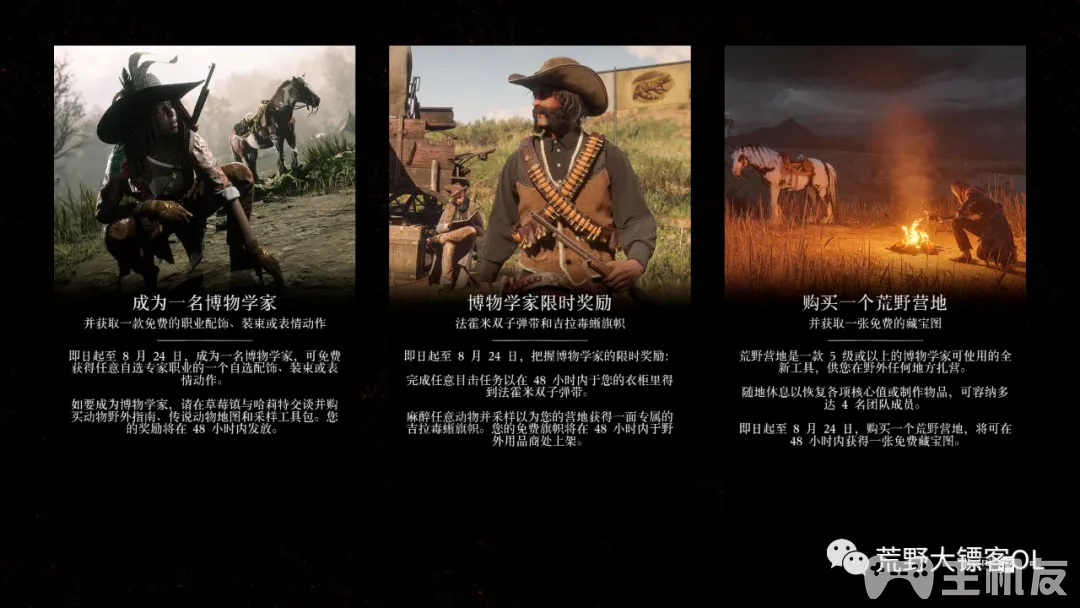 成为一名博物学家
并获取一款免费的职业配饰、装束或表情动作
即日起至 8 月 24 日，成为一名博物学家，可免费
获得任意自选专家职业的一个自选配饰、装束或表
情动作。
如要成为博物学家，请在草莓镇与哈莉特交谈并购
买动物野外指南、传说动物地图和采样工具包。您
的奖励将在 48 小时内发放。
博物学家限时奖励
法霍米双子弹带和吉拉毒蜥旗帜
即日起至 8 月 24 日，把握博物学家的限时奖励：
完成任意目击任务以在 48 小时内于您的衣柜里得
到法霍米双子弹带。
麻醉任意动物并采样以为您的营地获得一面专属的
吉拉毒蜥旗帜。您的免费旗帜将在 48 小时内于野
外用品商处上架。
购买一个荒野营地
并获取一张免费的藏宝图
荒野营地是一款 5 级或以上的博物学家可使用的全
新工具，供您在野外任何地方扎营。
随地休息以恢复各项核心值或制作物品，可容纳多
达 4 名团队成员。
即日起至 8 月 24 日，购买一个荒野营地，将可在
48 小时内获得一张免费藏宝图。
荒野大镖客OL
主机友